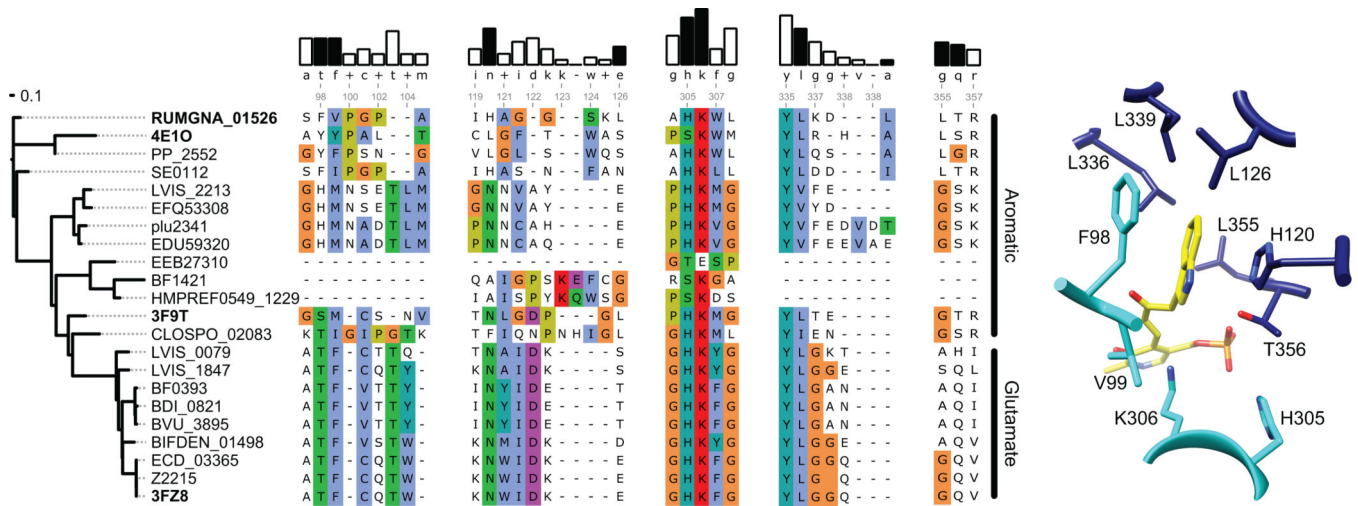 a t f + c + t + m i n + i d k k - w + e g h k f g y l g g + v - a g q r
98 100 102 104 119 121 123 124 126 305 307 335 337 338 338 355 357
0.1
RUMGNA_01526 S F V P G P - A I H A G - G - S K L A H K W L Y L K D - L L T R
4E1O A Y Y P A L - T C L G F - T - W A S P S K W M Y L R - H - A L S R
PP_2552 G Y F P S N - G V L G L - S - W Q S A H K W L Y L Q S - A L G R
SE0112 S F I P G P - A I H A S - N - F A N A H K L L Y L D D - I L T R
LVIS_2213 G H M N S E T L M G N N V A Y - - - E P H K M G Y V F E - - G S K
EFQ53308 G H M N S E T L M G N N V A Y - - - E P H K M G Y V Y D - - G S K
plu2341 G H M N A D T L M P N N C A H - - - E P H K V G Y V F E D V T G S K
EDU59320 G H M N A D T L M P N N C A Q - - - E P H K V G Y V F E E V A E G S K
EEB27310 - - - - - - - - - - - - - - - - - - - - G T E S P - - - - - - - - - - -
BF1421 - - - - - - - - - Q A I G P S K E F C G R S K G A - - - - - - - - - - -
HMPREF0549_1229 - - - - - - - - - I A I S P Y K Q W S G P S K D S - - - - - - - - - - -
3F9T G S M - C - S - N V T N L G D P - - - G L P H K M G Y L T E - - - - G T R
CLOSPO_02083 K T I G I P G T K T F I Q N P N H I G L G H K M L Y I E N - - - - G S R
LVIS_0079 A T F - C T T Q - T N A I D K - - - - S G H K Y G Y L G K T - - - A H I
LVIS_1847 A T F - C Q T Y - K N A I D K - - - - S G H K Y G Y L G G E - - - S Q L
BF0393 A T F - V T T Y - I N Y I D K - - - - T G H K F G Y L G A N - - - A Q I
BDI_0821 A T F - V T T Y - I N Y I D E - - - - T G H K F G Y L G A N - - - A Q I
BVU_3895 A T F - V T T Y - I N Y I D E - - - - T G H K F G Y L G A N - - - A Q I
BIFDEN_01498 A T F - V S T W - K N M I D K - - - - D G H K Y G Y L G G E - - - A Q V
ECD_03365 A T F - C Q T W - K N W I D K - - - - E G H K F G Y L G G Q - - - G Q V
Z2215 A T F - C Q T W - K N W I D K - - - - E G H K F G Y L G G Q - - - G Q V
3FZ8 A T F - C Q T W - K N W I D K - - - - E G H K F G Y L G G Q - - - G Q V
Aromatic
Glutamate
L339
L336
L126
F98
L355
H120
T356
V99
K306
H305